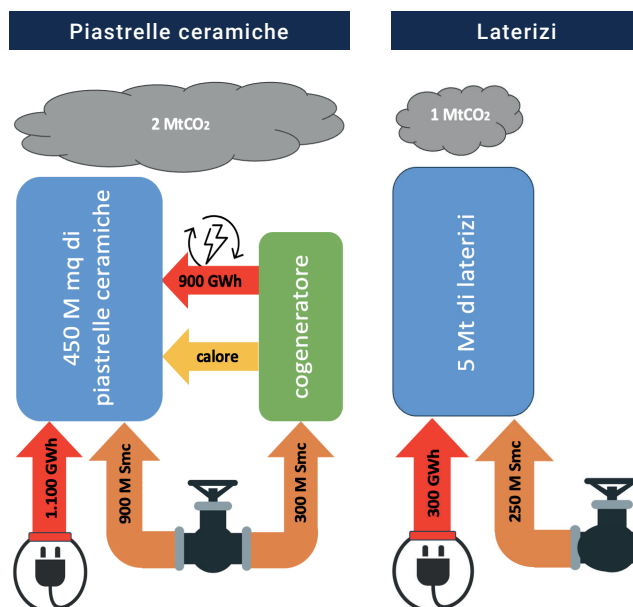 Piastrelle ceramiche
Laterizi
2 MtCO₂
1 MtCO₂
450 M mq di
piastrelle ceramiche
900 GWh
calore
cogeneratore
5 Mt di laterizi
1.100 GWh
900 M Smc
300 M Smc
300 GWh
250 M Smc